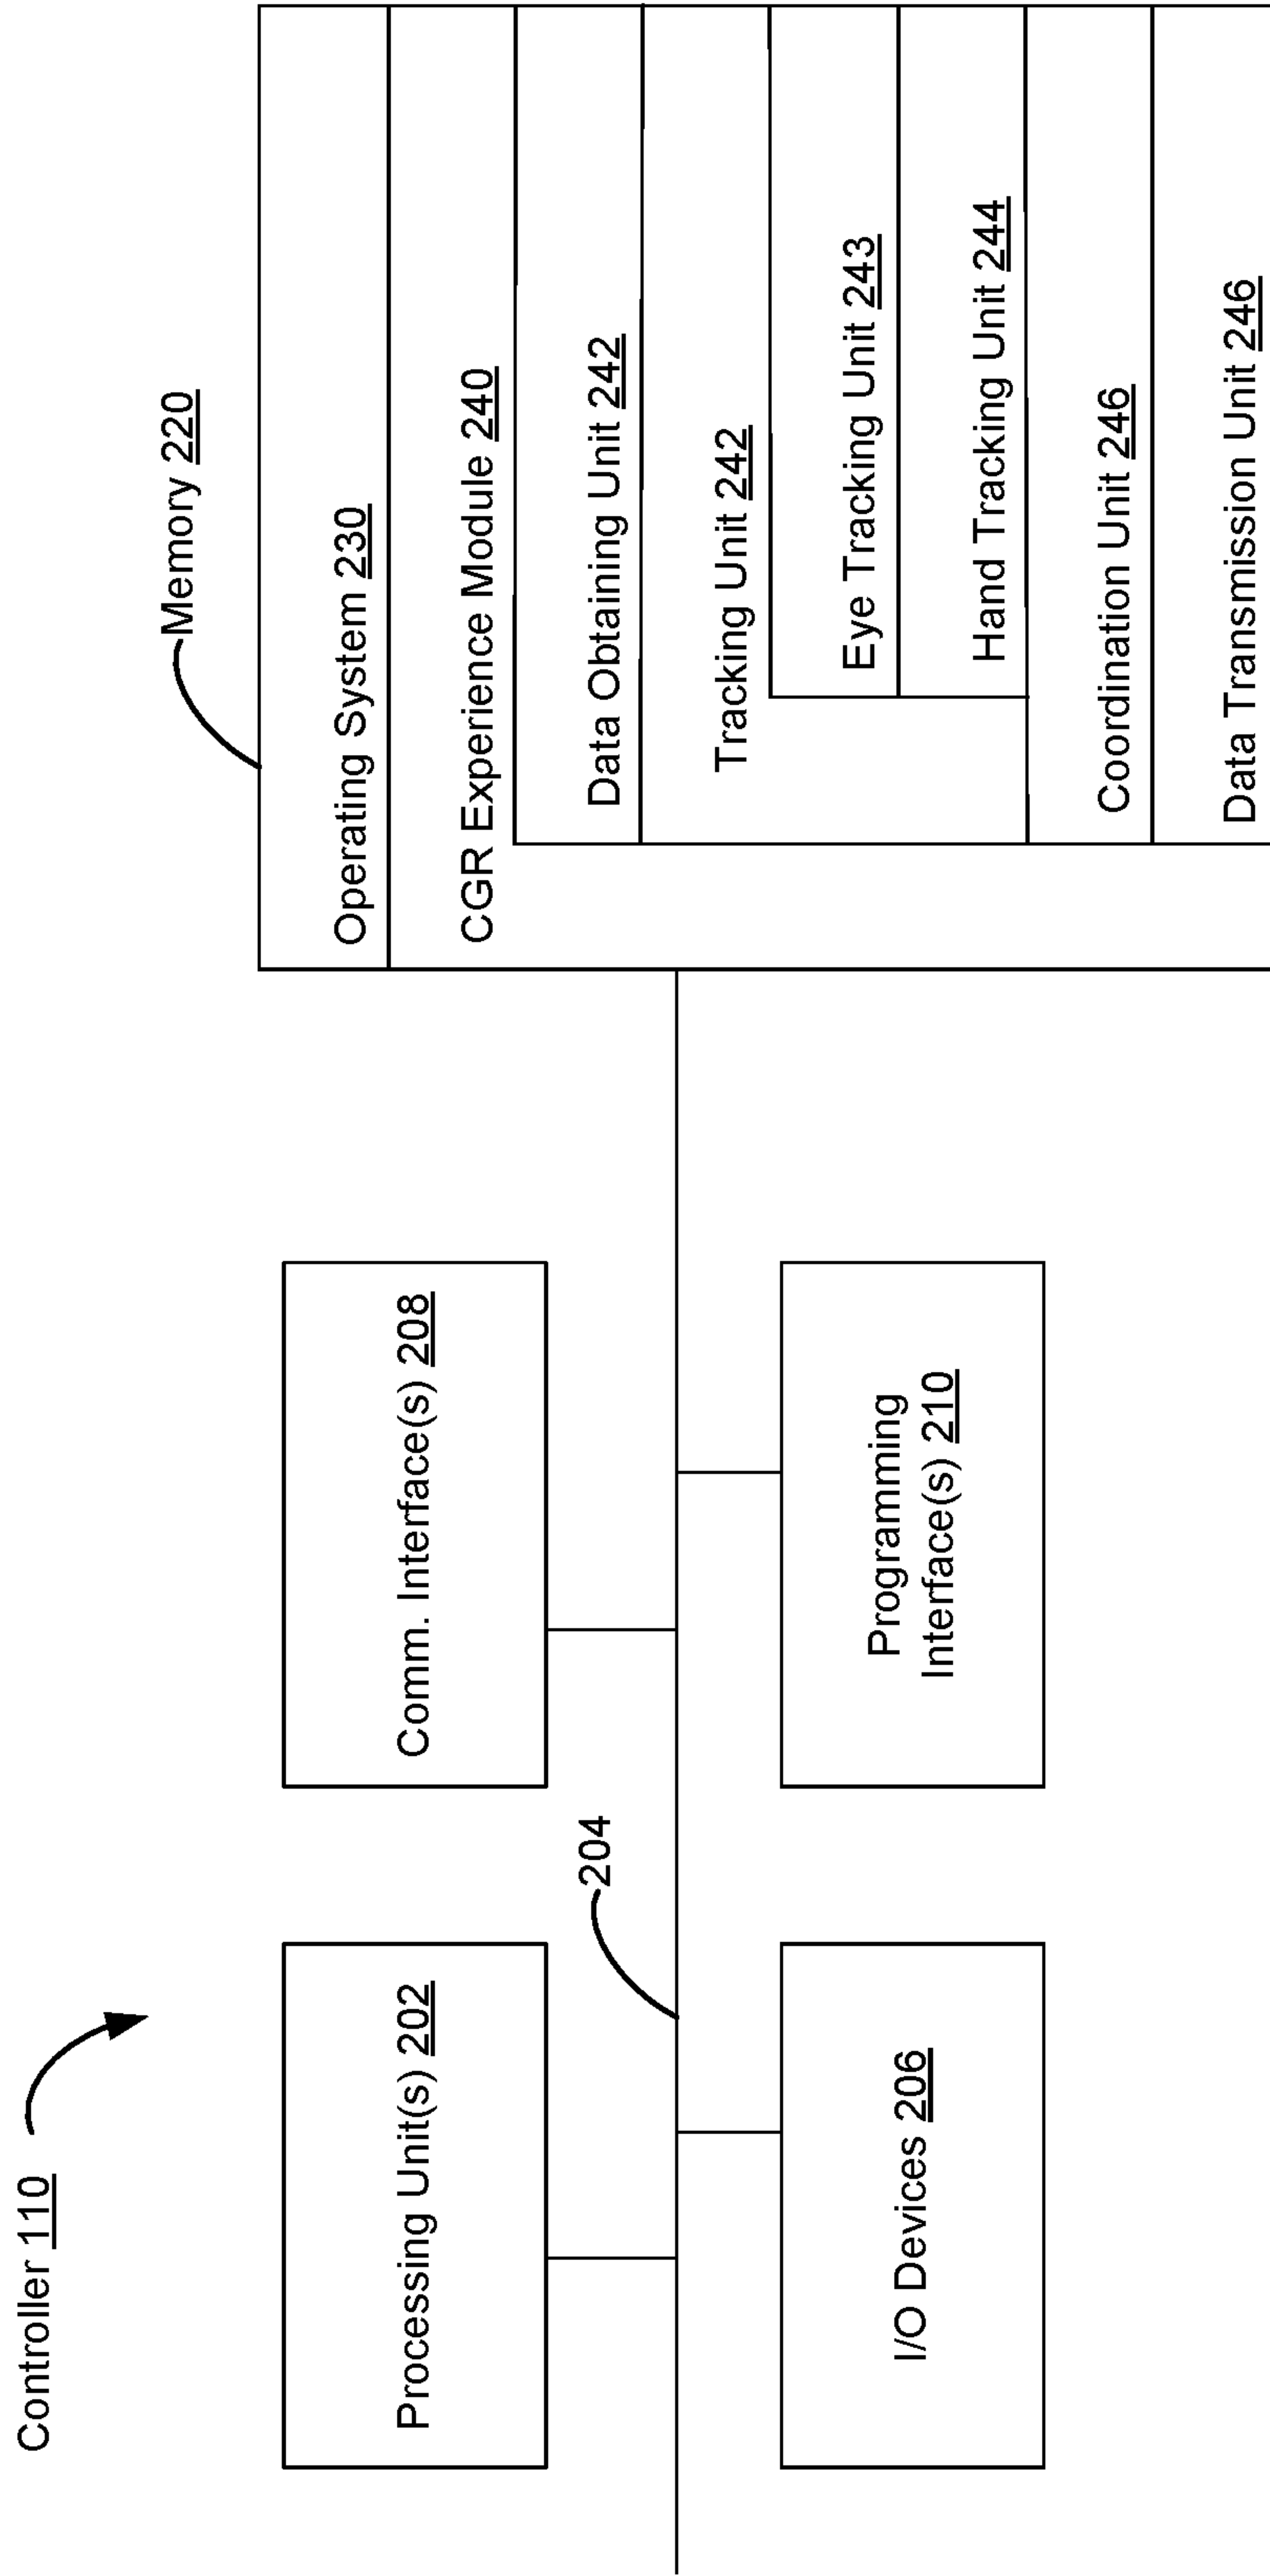 Controller 110
Processing Unit(s) 202
Comm. Interface(s) 208
204
I/O Devices 206
Programming
Interface(s) 210
Memory 220
Operating System 230
CGR Experience Module 240
Data Obtaining Unit 242
Tracking Unit 242
Eye Tracking Unit 243
Hand Tracking Unit 244
Coordination Unit 246
Data Transmission Unit 246